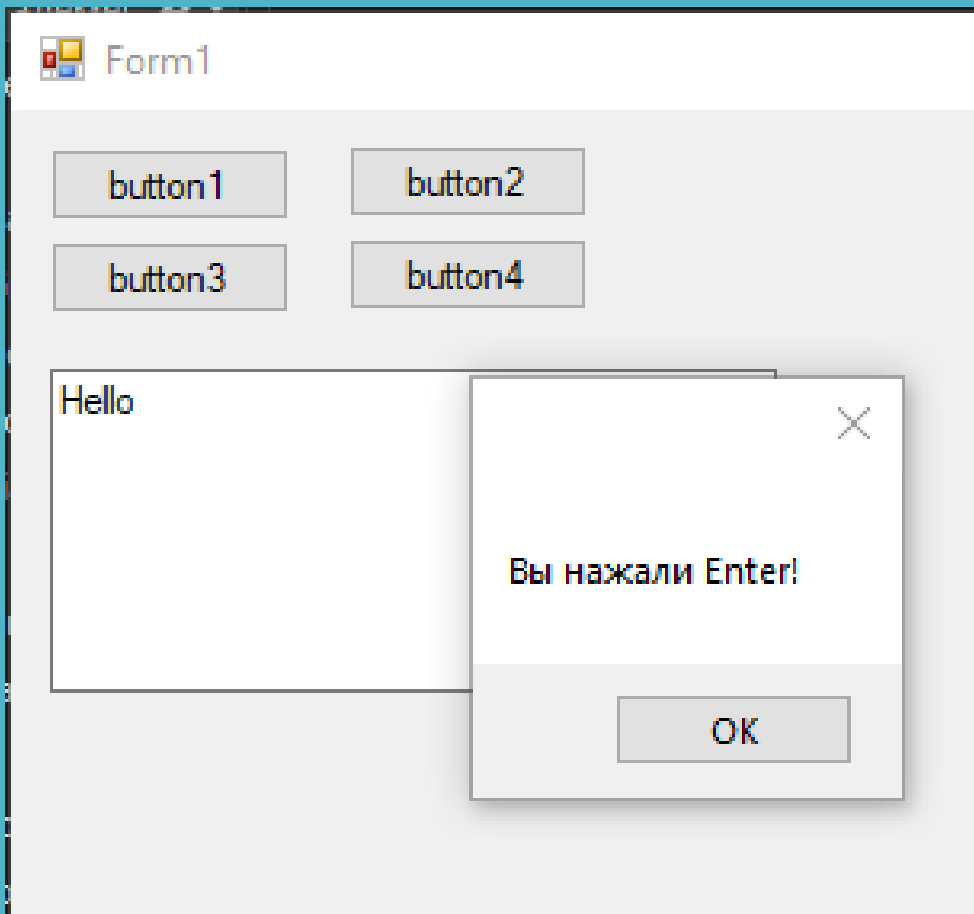 Form1
button1 button2
button3 button4
Hello
Вы нажали Enter!
OK